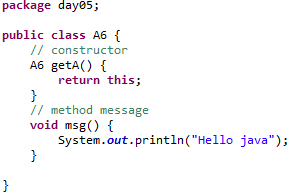 package day05;
public class A6 {
// constructor
A6 getA() {
return this;
}
// method message
void msg() {
System.out.println("Hello java");
}
}